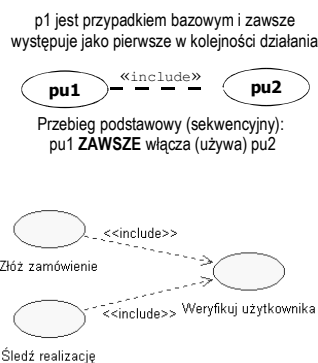 p1 jest przypadkiem bazowym i zawsze
występuje jako pierwsze w kolejności działania
«include»
pu1
pu2
Przebieg podstawowy (sekwencyjny):
pu1 ZAWSZE włącza (używa) pu2
<<include>>
Złóż zamówienie
<<include>>
Weryfikuj użytkownika
Śledź realizację